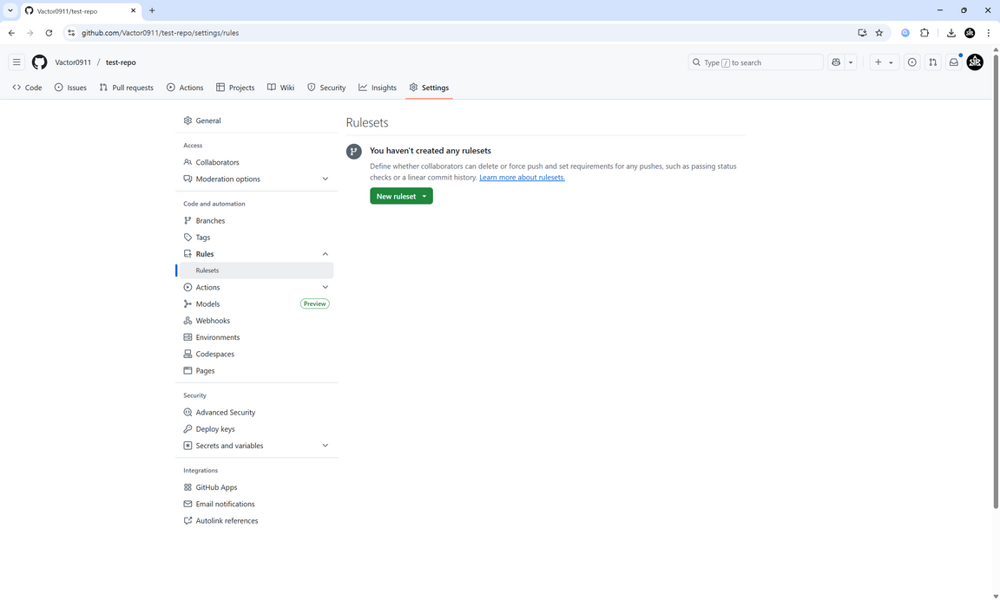 Vactor0911/test-repo
github.com/Vactor0911/test-repo/settings/rules
Vactor0911 / test-repo
Type / to search
Code
Issues
Pull requests
Actions
Projects
Wiki
Security
Insights
Settings
General
Access
Collaborators
Moderation options
Code and automation
Branches
Tags
Rules
Rulesets
Actions
Models
Preview
Webhooks
Environments
Codespaces
Pages
Security
Advanced Security
Deploy keys
Secrets and variables
Integrations
GitHub Apps
Email notifications
Autolink references
Rulesets
You haven't created any rulesets
Define whether collaborators can delete or force push and set requirements for any pushes, such as passing status
checks or a linear commit history. Learn more about rulesets.
New ruleset